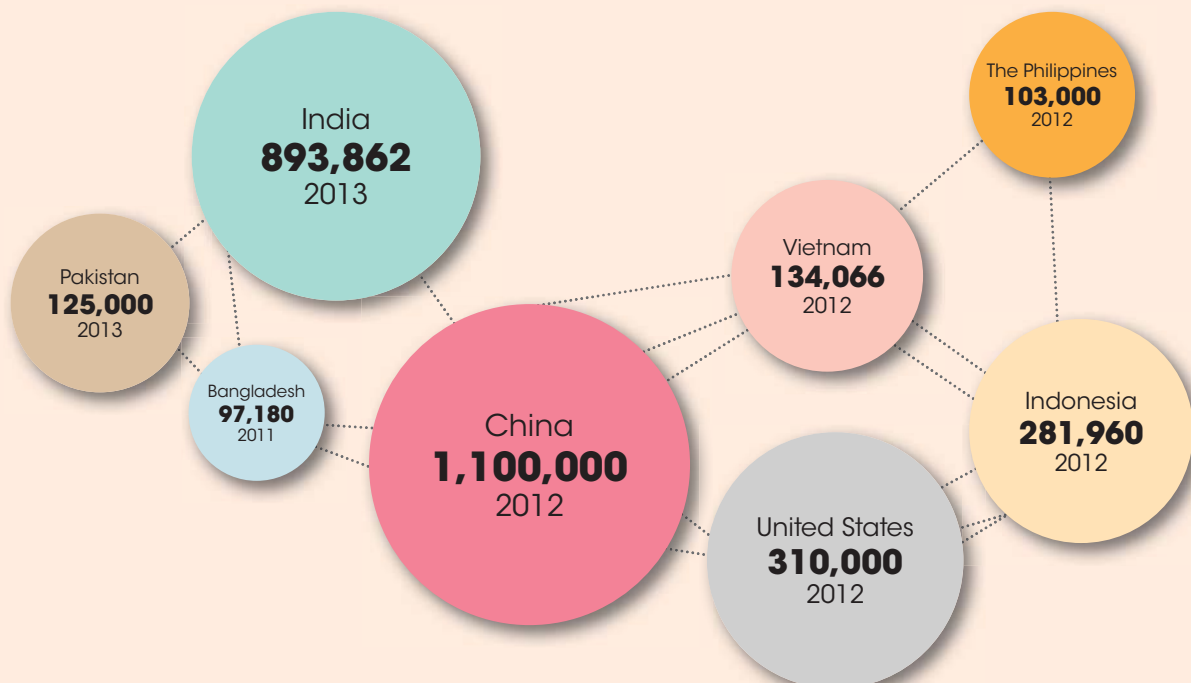 India
893,862
2013
The Philippines
103,000
2012
Pakistan
125,000
2013
Vietnam
134,066
2012
Bangladesh
97,180
2011
China
1,100,000
2012
Indonesia
281,960
2012
United States
310,000
2012